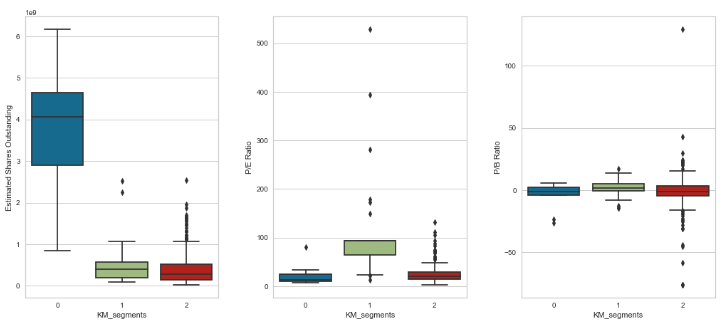 1e9
6
5
4
3
2
1
0
Estimated Shares Outstanding
0 1 2
KM_segments
500
400
300
200
100
0
P/E Ratio
0 1 2
KM_segments
100
50
0
−50
P/B Ratio
0 1 2
KM_segments